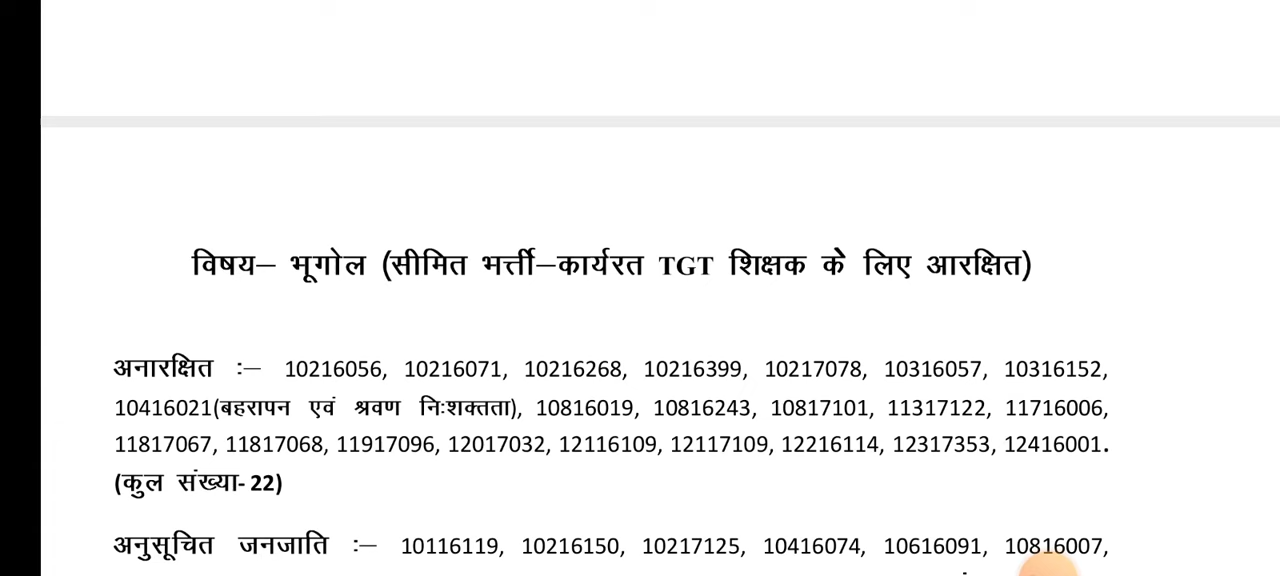 विषय– भूगोल (सीमित भर्त्ती–कार्यरत TGT शिक्षक के लिए आरक्षित)
अनारक्षित :– 10216056, 10216071, 10216268, 10216399, 10217078, 10316057, 10316152,
10416021(बहरापन एवं श्रवण निःशक्तता), 10816019, 10816243, 10817101, 11317122, 11716006,
11817067, 11817068, 11917096, 12017032, 12116109, 12117109, 12216114, 12317353, 12416001.
(कुल संख्या- 22)
अनुसूचित जनजाति :– 10116119, 10216150, 10217125, 10416074, 10616091, 10816007,